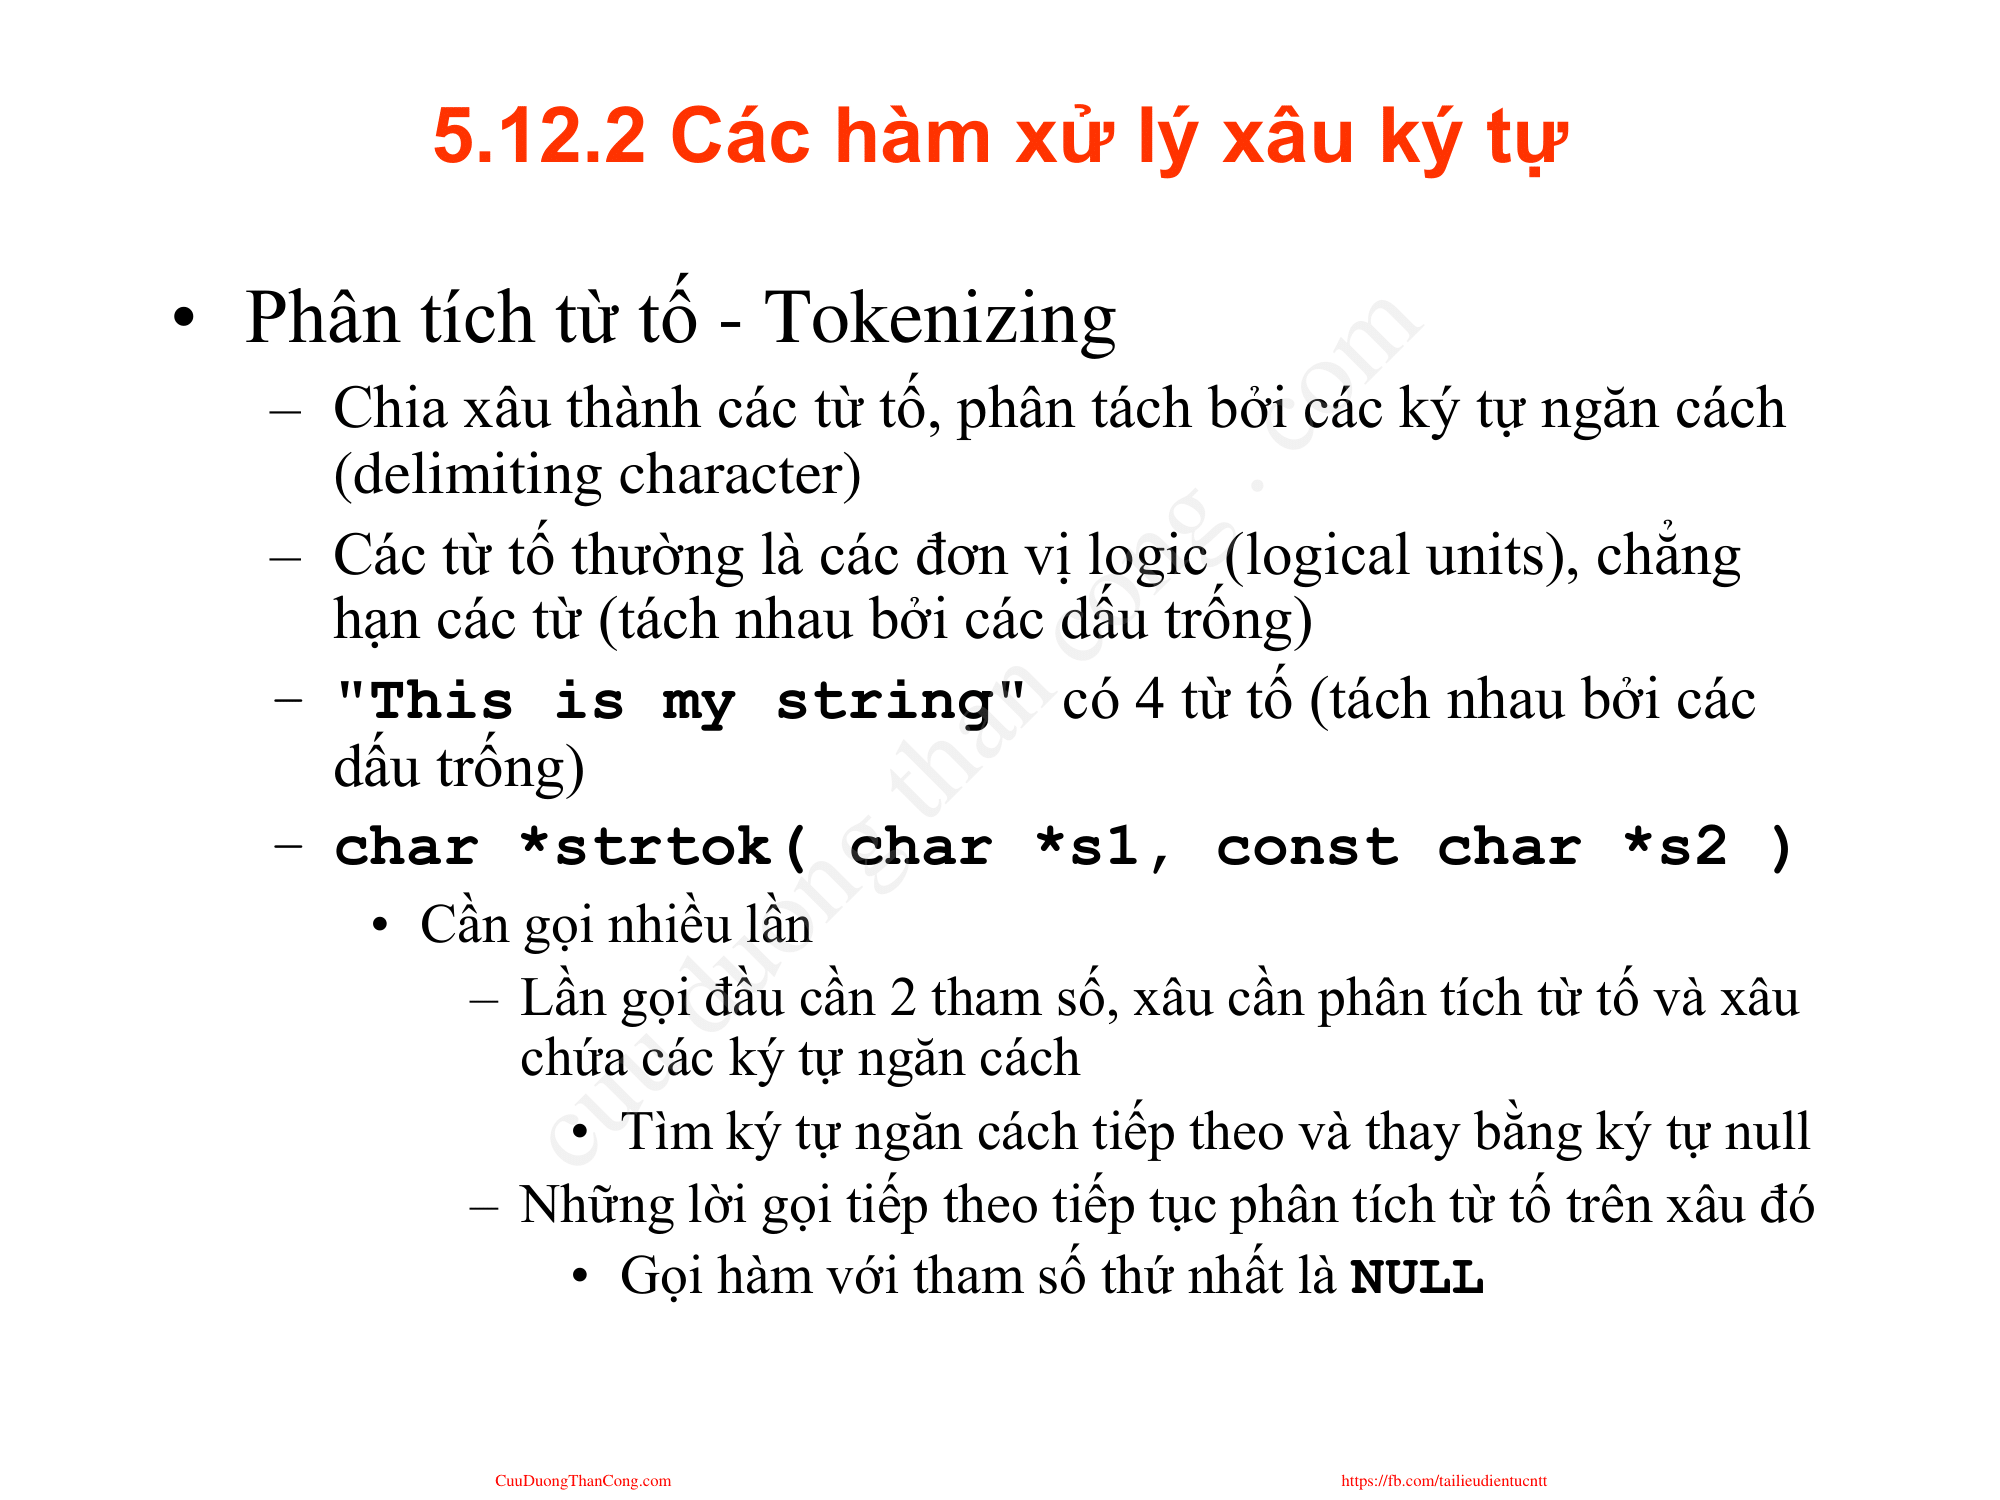 5.12.2 Các hàm xử lý xâu ký tự
• Phân tích từ tố - Tokenizing
– Chia xâu thành các từ tố, phân tách bởi các ký tự ngăn cách
(delimiting character)
– Các từ tố thường là các đơn vị logic (logical units), chẳng
hạn các từ (tách nhau bởi các dấu trống)
– "This is my string" có 4 từ tố (tách nhau bởi các
dấu trống)
– char *strtok( char *s1, const char *s2 )
• Cần gọi nhiều lần
– Lần gọi đầu cần 2 tham số, xâu cần phân tích từ tố và xâu
chứa các ký tự ngăn cách
• Tìm ký tự ngăn cách tiếp theo và thay bằng ký tự null
– Những lời gọi tiếp theo tiếp tục phân tích từ tố trên xâu đó
• Gọi hàm với tham số thứ nhất là NULL
cuu duong than cong . com
CuuDuongThanCong.com
https://fb.com/tailieudientucntt